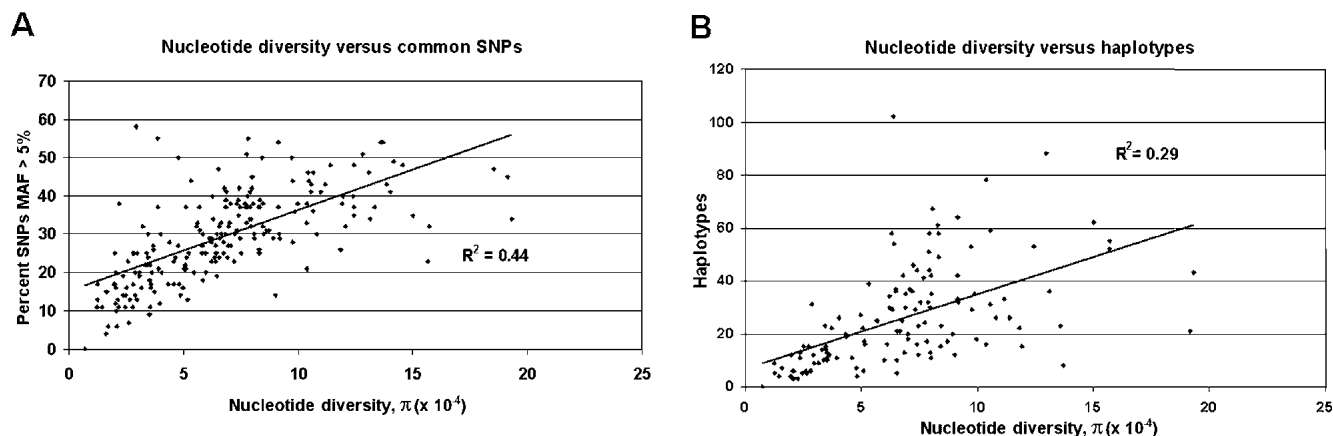 A
Nucleotide diversity versus common SNPs
Percent SNPs MAF > 5%
70
60
50
40
30
20
10
0
R² = 0.44
0 5 10 15 20 25
Nucleotide diversity, π (x 10⁻⁴)
B
Nucleotide diversity versus haplotypes
Haplotypes
120
100
80
60
40
20
0
R² = 0.29
0 5 10 15 20 25
Nucleotide diversity, π (x 10⁻⁴)